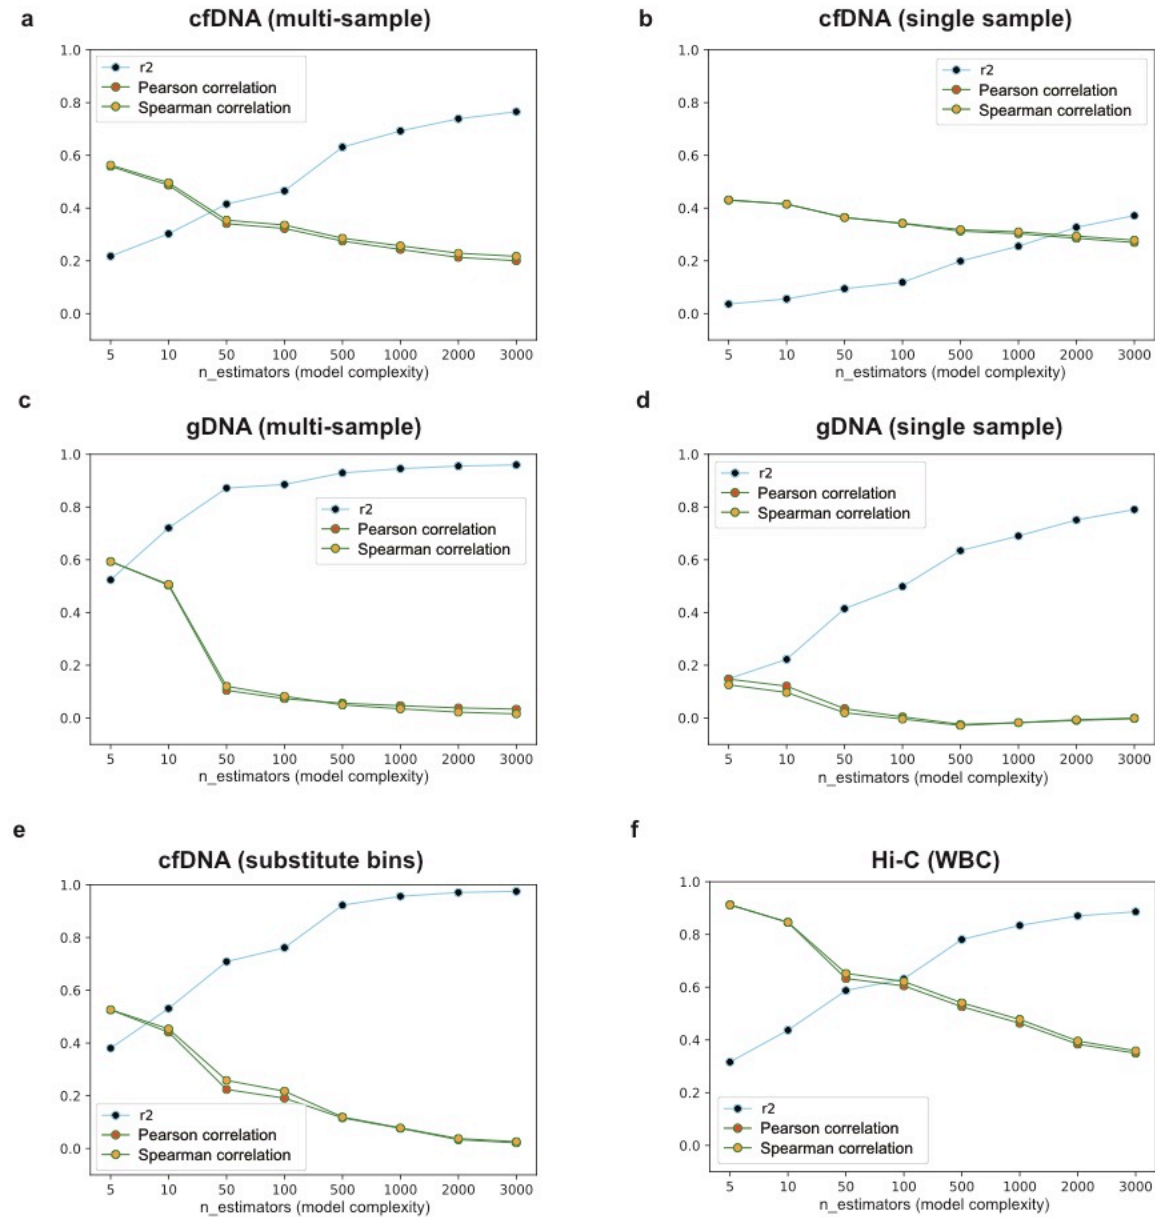 a
cfDNA (multi-sample)
1.0
0.8
0.6
0.4
0.2
0.0
r2
Pearson correlation
Spearman correlation
5 10 50 100 500 1000 2000 3000
n_estimators (model complexity)
b
cfDNA (single sample)
1.0
0.8
0.6
0.4
0.2
0.0
r2
Pearson correlation
Spearman correlation
5 10 50 100 500 1000 2000 3000
n_estimators (model complexity)
c
gDNA (multi-sample)
1.0
0.8
0.6
0.4
0.2
0.0
r2
Pearson correlation
Spearman correlation
5 10 50 100 500 1000 2000 3000
n_estimators (model complexity)
d
gDNA (single sample)
1.0
0.8
0.6
0.4
0.2
0.0
r2
Pearson correlation
Spearman correlation
5 10 50 100 500 1000 2000 3000
n_estimators (model complexity)
e
cfDNA (substitute bins)
1.0
0.8
0.6
0.4
0.2
0.0
r2
Pearson correlation
Spearman correlation
5 10 50 100 500 1000 2000 3000
n_estimators (model complexity)
f
Hi-C (WBC)
1.0
0.8
0.6
0.4
0.2
0.0
r2
Pearson correlation
Spearman correlation
5 10 50 100 500 1000 2000 3000
n_estimators (model complexity)